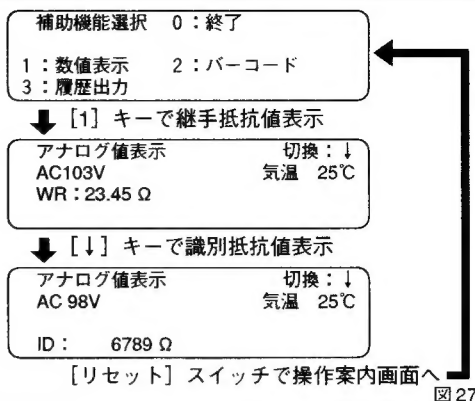 補助機能選択 0:終了
1:数値表示 2:バーコード
3:履歴出力
[1] キーで継手抵抗値表示
アナログ値表示 切換:↓
AC103V 気温 25℃
WR:23.45 Ω
[↓] キーで識別抵抗値表示
アナログ値表示 切換:↓
AC 98V 気温 25℃
ID: 6789 Ω
[リセット] スイッチで操作案内画面へ
図27